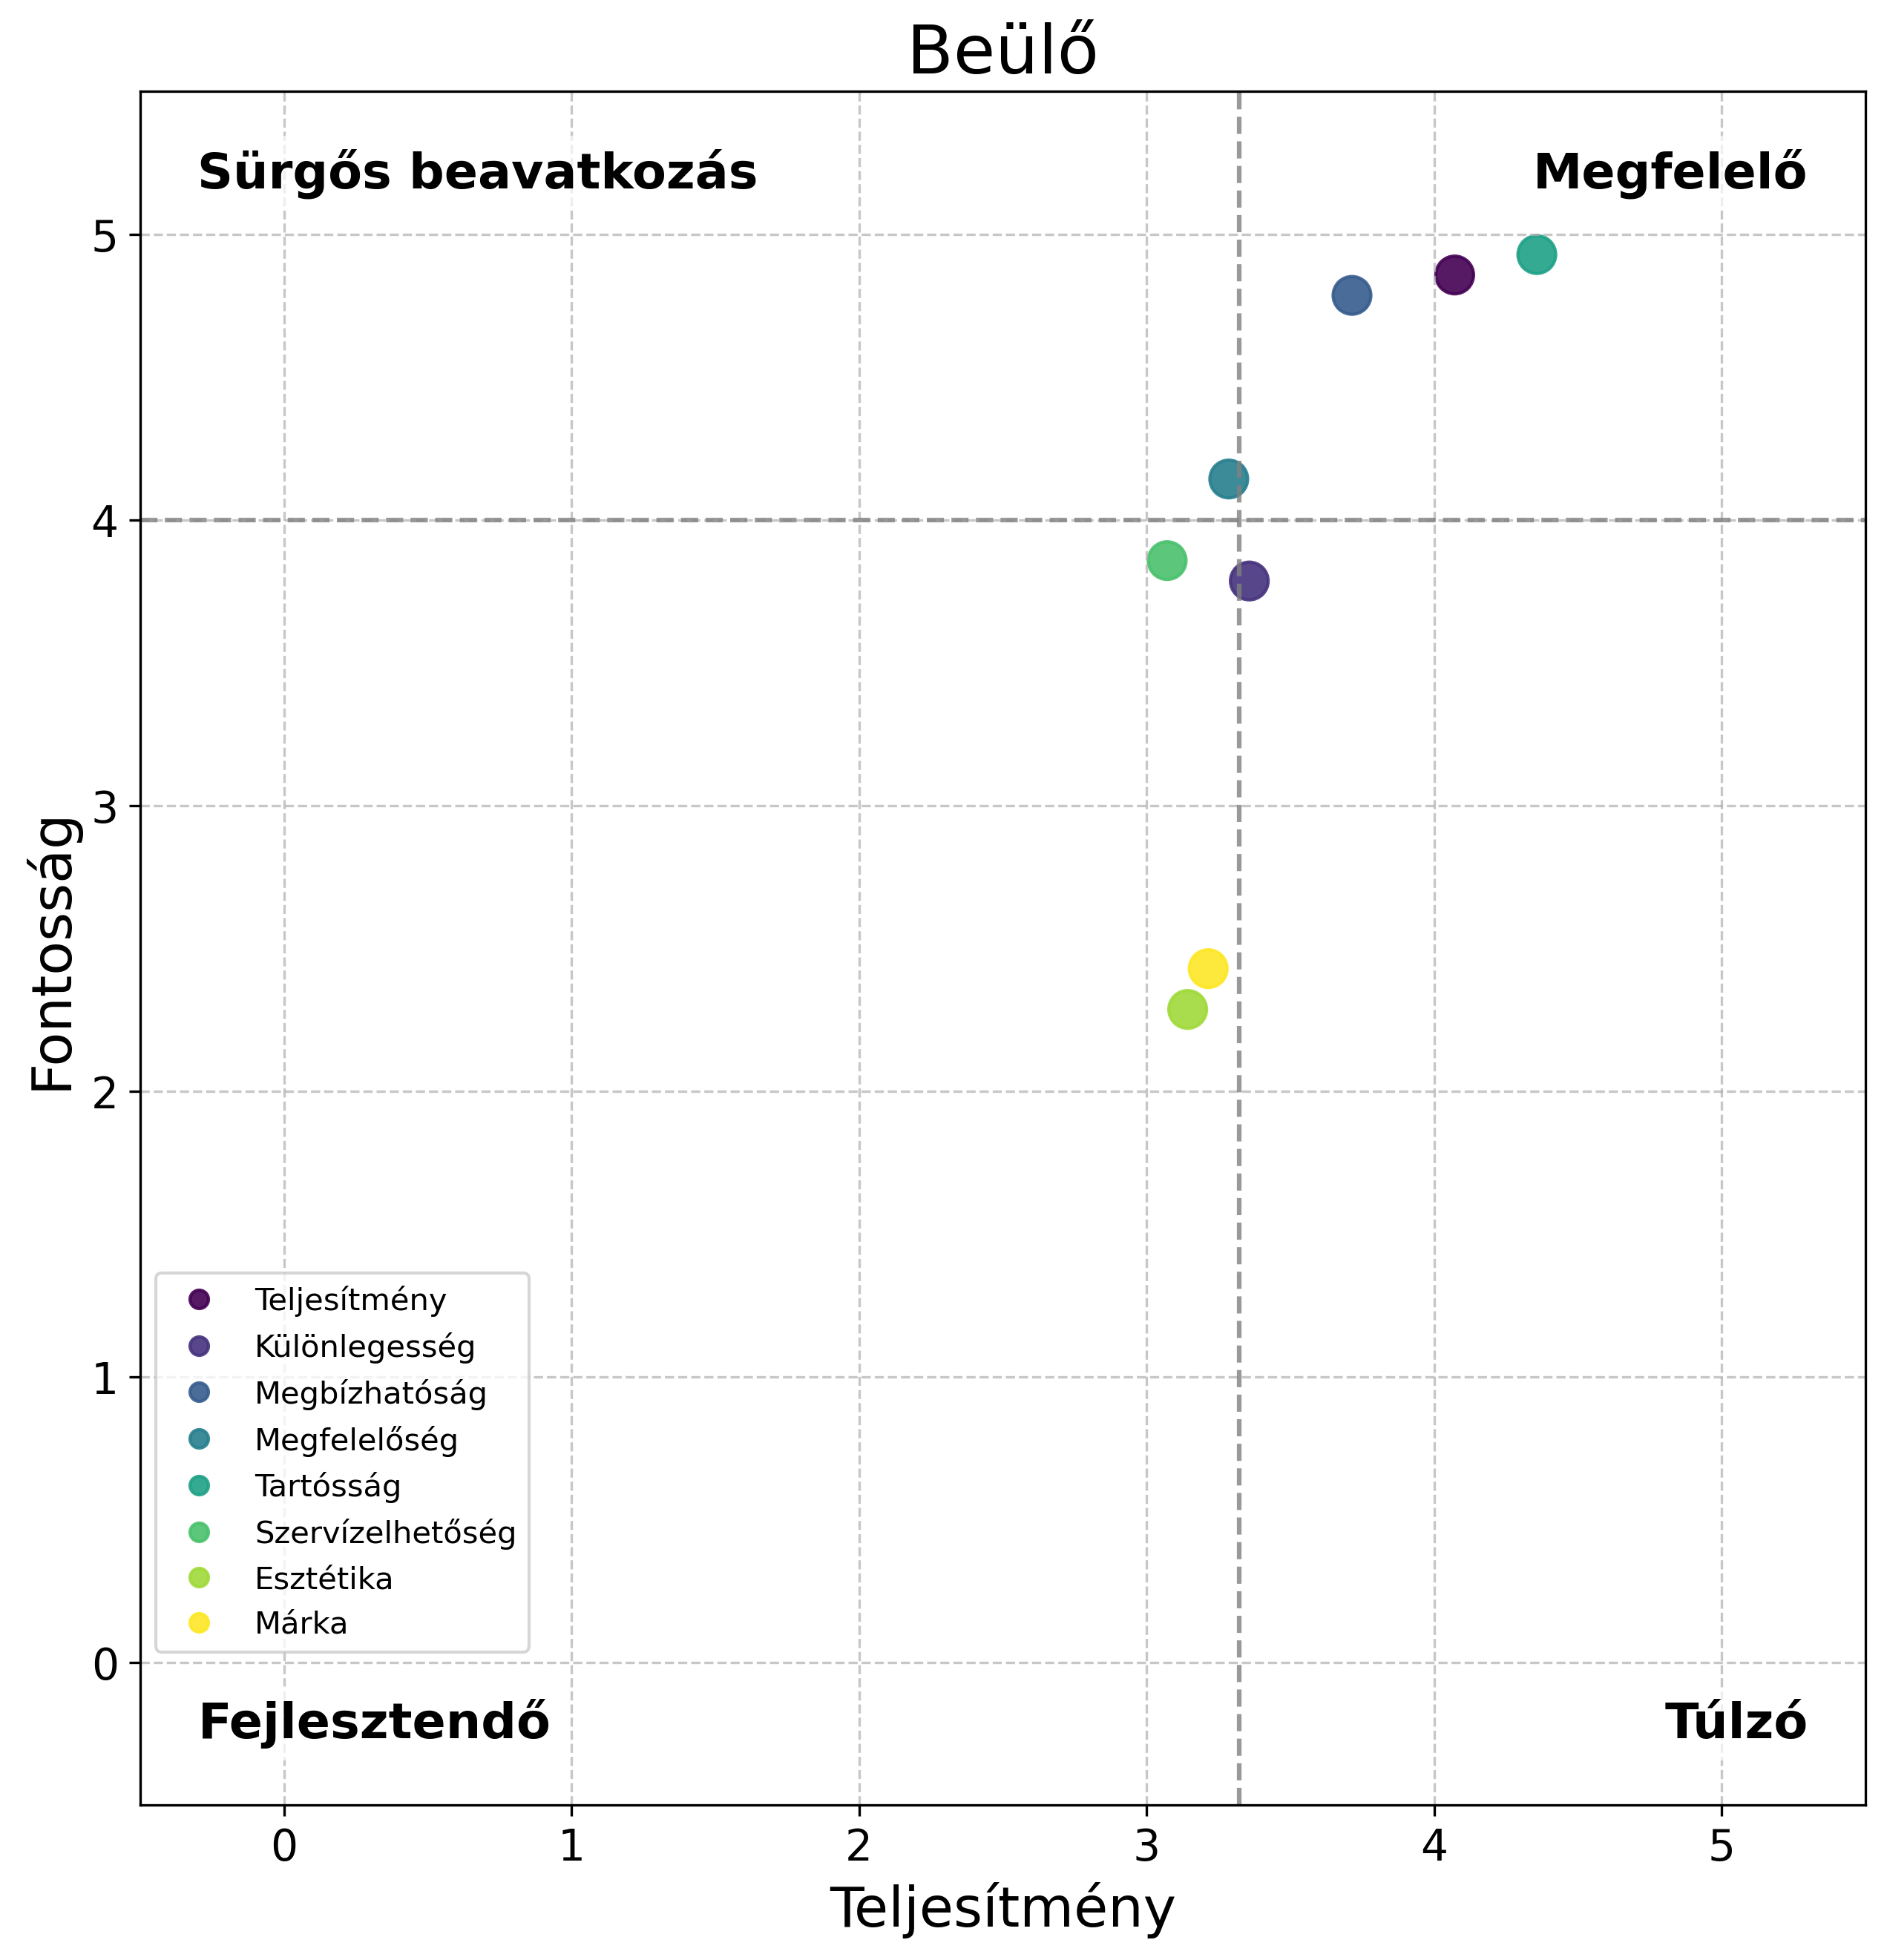 Beülő
Sürgős beavatkozás
Megfelelő
5
4
3
2
1
0
Fontosság
Teljesítmény
Különlegesség
Megbízhatóság
Megfelelőség
Tartósság
Szervízelhetőség
Esztétika
Márka
Fejlesztendő
Túlzó
0
1
2
3
4
5
Teljesítmény